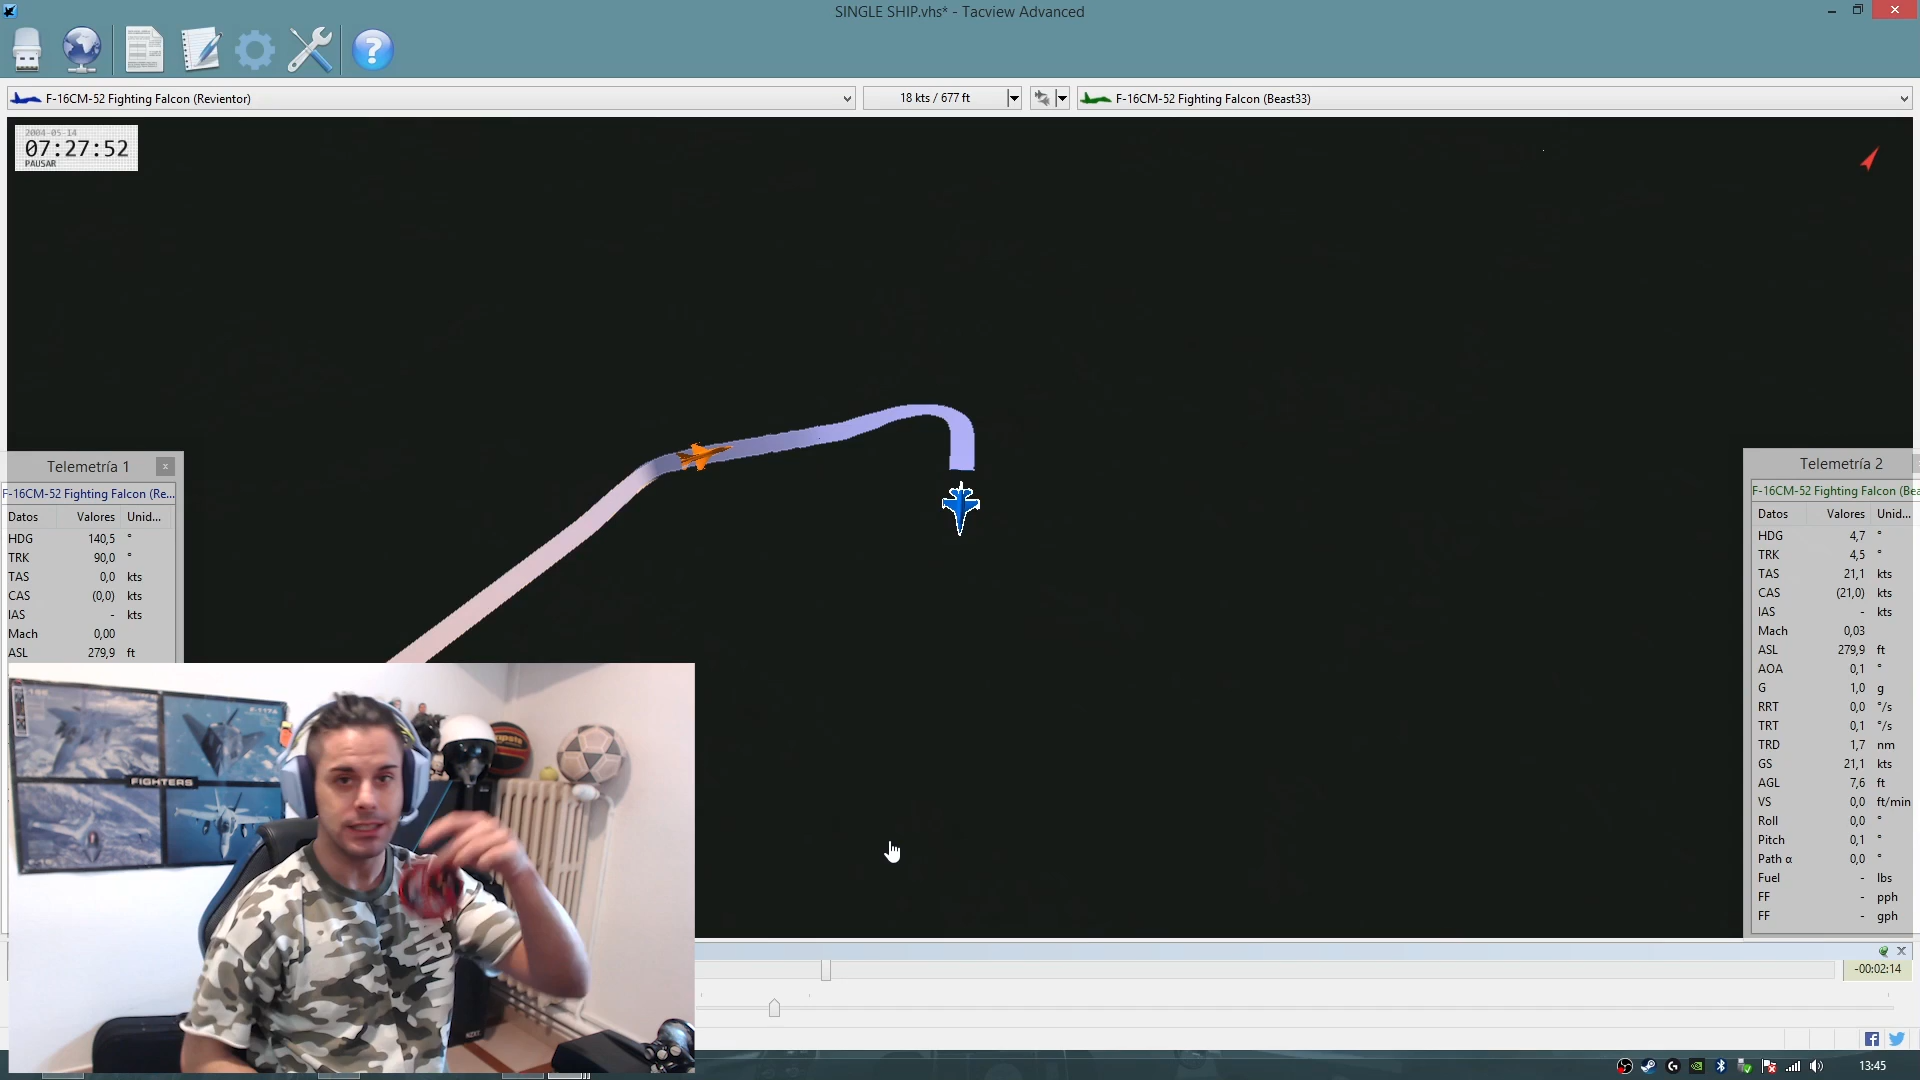 SINGLE SHIP.vhs* - Tacview Advanced
F-16CM-52 Fighting Falcon (Revientor)
18 kts / 677 ft
F-16CM-52 Fighting Falcon (Beast33)
2004-05-14
07:27:52
PAUSAR
Telemetría 1
F-16CM-52 Fighting Falcon (Re...
Datos Valores Unid...
HDG 140,5 °
TRK 90,0 °
TAS 0,0 kts
CAS (0,0) kts
IAS - kts
Mach 0,00
ASL 279,9 ft
Telemetría 2
F-16CM-52 Fighting Falcon (Bea
Datos Valores Unid...
HDG 4,7 °
TRK 4,5 °
TAS 21,1 kts
CAS (21,0) kts
IAS - kts
Mach 0,03
ASL 279,9 ft
AOA 0,1 °
G 1,0 g
RRT 0,0 °/s
TRT 0,1 °/s
TRD 1,7 nm
GS 21,1 kts
AGL 7,6 ft
VS 0,0 ft/min
Roll 0,0 °
Pitch 0,1 °
Path α 0,0 °
Fuel - lbs
FF - pph
FF - gph
F-117A
FIGHTERS
-00:02:14
NZXT
13:45